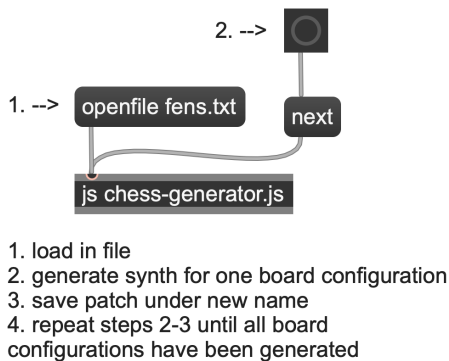 2. -->
1. -->
openfile fens.txt
next
js chess-generator.js
1. load in file
2. generate synth for one board configuration
3. save patch under new name
4. repeat steps 2-3 until all board
configurations have been generated